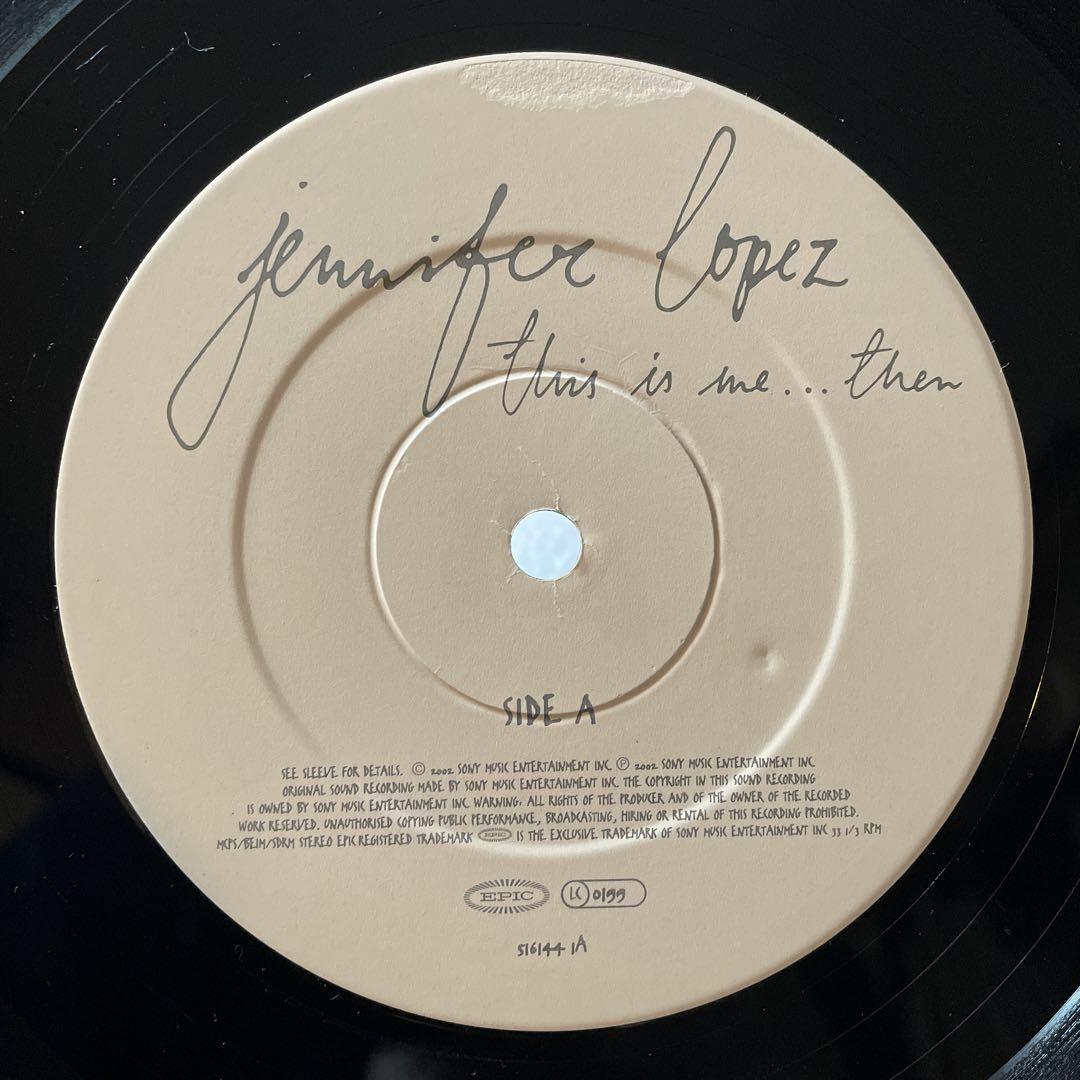 jennifer lopez
this is me... then
SIDE A
SEE SLEEVE FOR DETAILS. © 2002 SONY MUSIC ENTERTAINMENT INC. ℗ 2002 SONY MUSIC ENTERTAINMENT INC.
ORIGINAL SOUND RECORDING MADE BY SONY MUSIC ENTERTAINMENT INC. THE COPYRIGHT IN THIS SOUND RECORDING
IS OWNED BY SONY MUSIC ENTERTAINMENT INC. WARNING. ALL RIGHTS OF THE PRODUCER AND OF THE OWNER OF THE RECORDED
WORK RESERVED. UNAUTHORISED COPYING PUBLIC PERFORMANCE, BROADCASTING, HIRING OR RENTAL OF THIS RECORDING PROHIBITED.
MCPS/BEIM/SDRM STEREO EPIC REGISTERED TRADEMARK EPIC IS THE EXCLUSIVE TRADEMARK OF SONY MUSIC ENTERTAINMENT INC 33 1/3 RPM
EPIC LC 0199
516144 1A